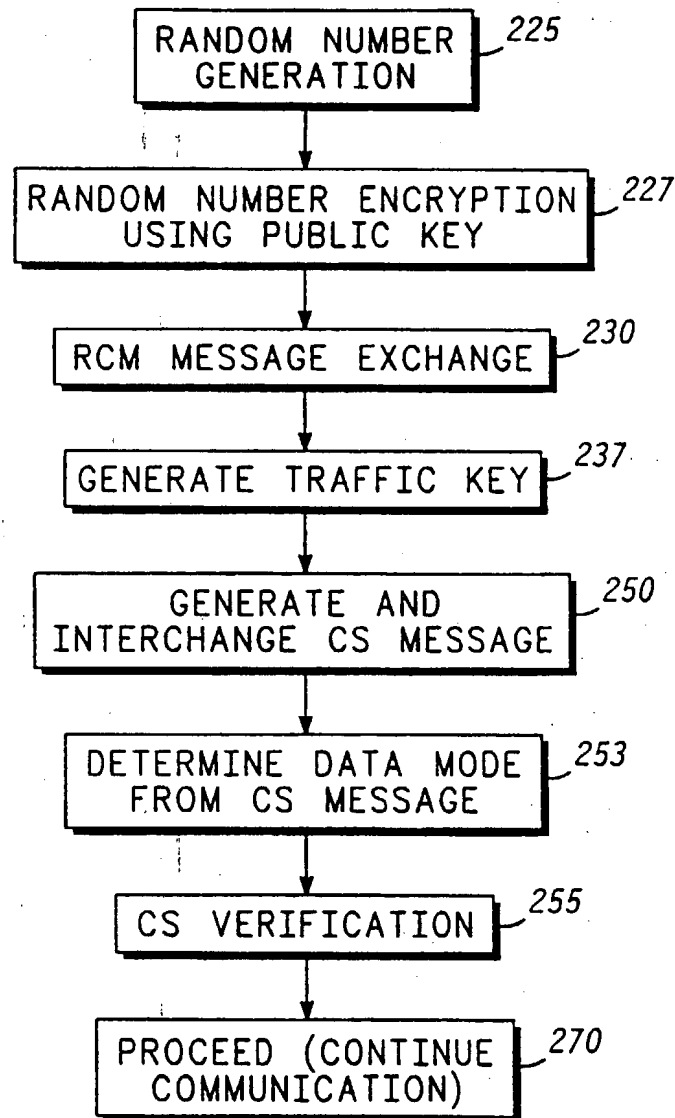 RANDOM NUMBER
GENERATION
225
RANDOM NUMBER ENCRYPTION
USING PUBLIC KEY
227
RCM MESSAGE EXCHANGE
230
GENERATE TRAFFIC KEY
237
GENERATE AND
INTERCHANGE CS MESSAGE
250
DETERMINE DATA MODE
FROM CS MESSAGE
253
CS VERIFICATION
255
PROCEED (CONTINUE
COMMUNICATION)
270